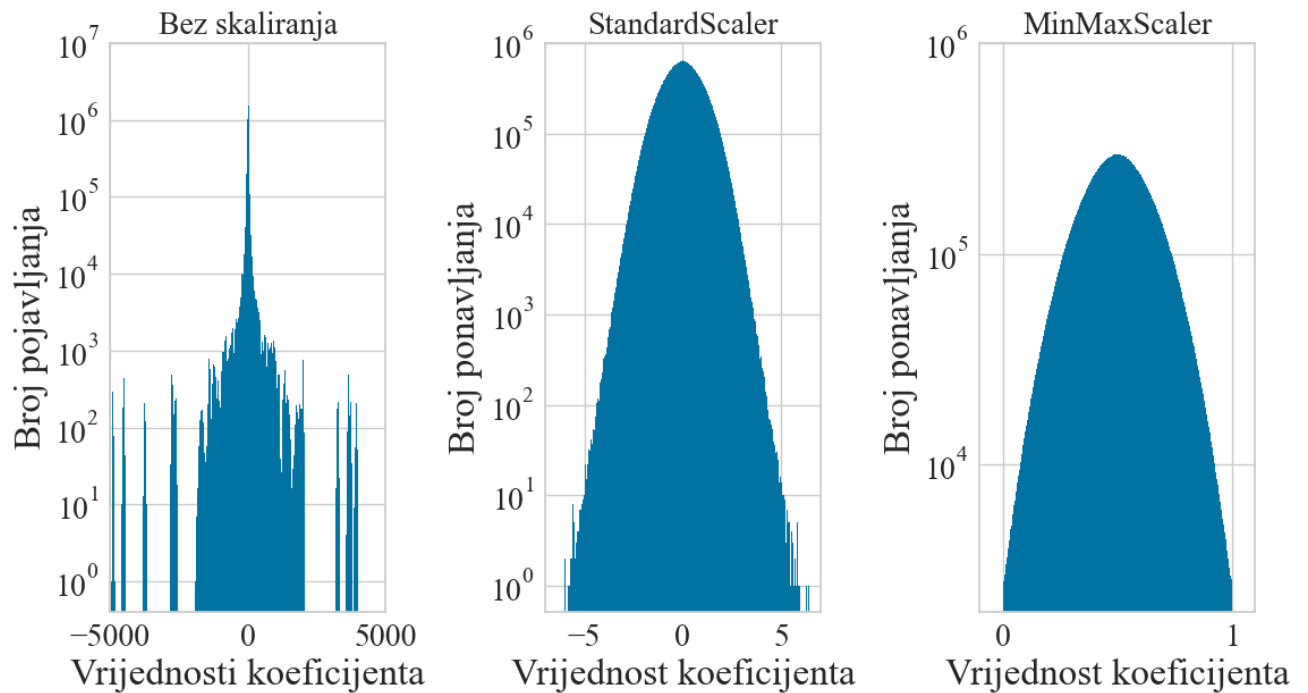 Bez skaliranja
10^7
10^6
10^5
10^4
10^3
10^2
10^1
10^0
−5000 0 5000
Broj pojavljanja
Vrijednosti koeficijenta
StandardScaler
10^6
10^5
10^4
10^3
10^2
10^1
10^0
−5 0 5
Broj ponavljanja
Vrijednost koeficijenta
MinMaxScaler
10^6
10^5
10^4
0 1
Broj ponavljanja
Vrijednost koeficijenta